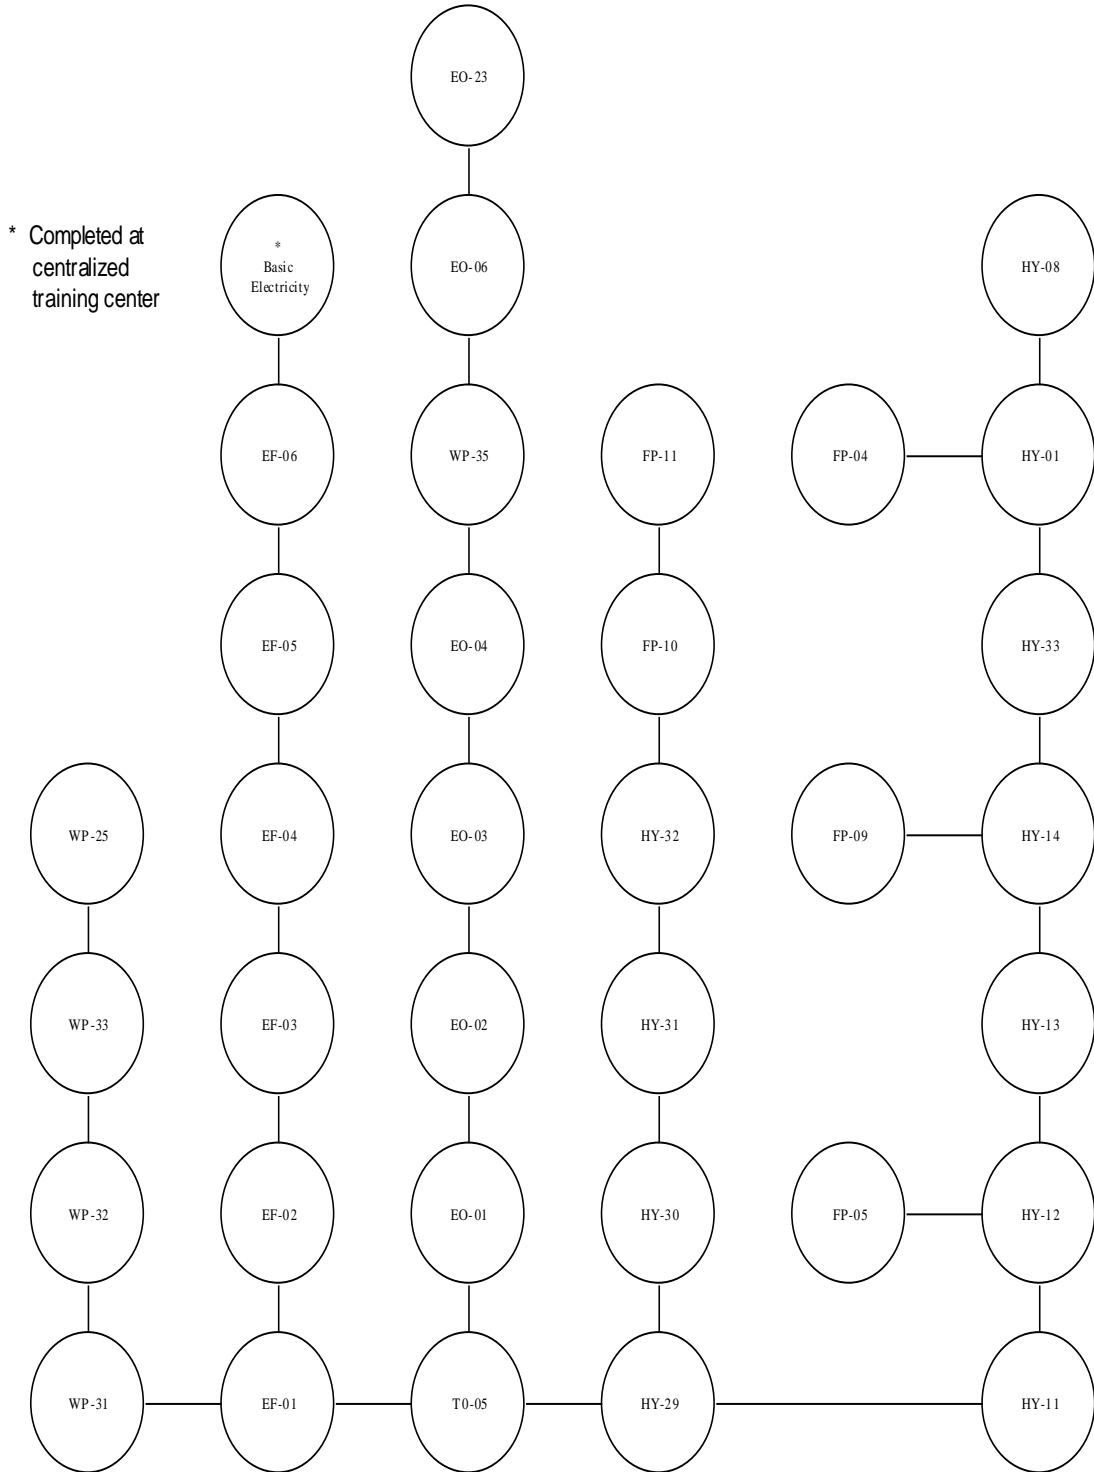 EO-23
* Completed at
centralized
training center
*
Basic
Electricity
EO-06
HY-08
EF-06
WP-35
FP-11
FP-04
HY-01
EF-05
EO-04
FP-10
HY-33
WP-25
EF-04
EO-03
HY-32
FP-09
HY-14
WP-33
EF-03
EO-02
HY-31
HY-13
WP-32
EF-02
EO-01
HY-30
FP-05
HY-12
WP-31
EF-01
T0-05
HY-29
HY-11